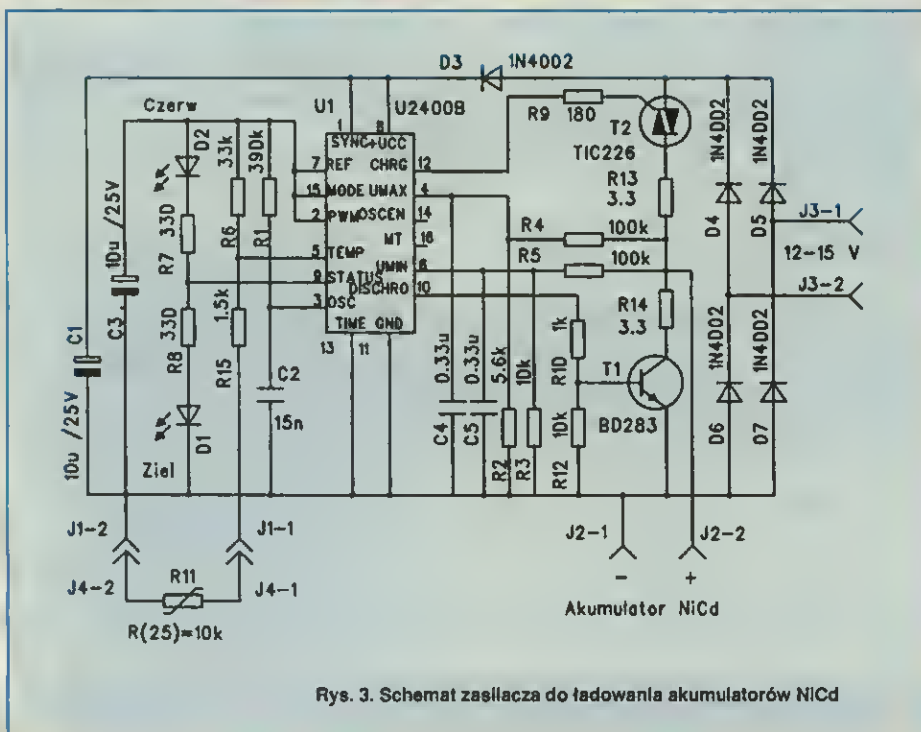 D3
1N4002
U1
U2400B
Czerw
D2
33k
390k
1
8
SYNC+UCC
7
REF
CHRG
12
R9
180
T2
TIC226
1N4002
1N4002
15
MODE
UMAX
4
2
PWM
OSCEN
14
MT
16
R13
3.3
J3-1
10u /25V
330
R7
R6
R1
5
TEMP
R4
100k
D4
D5
12-15 V
UMIN
6
R5
100k
J3-2
9
STATUS
DISCHRO
10
3
OSC
TIME
GND
13
11
C3
C1
330
R8
1.5k
R15
C2
15n
0.33u
0.33u
5.6k
10k
1k
R10
R14
3.3
1N4002
1N4002
T1
BD283
10u /25V
D1
Ziel
C4
C5
R2
R3
10k
R12
D6
D7
J1-2
J1-1
J2-1
J2-2
J4-2
R11
J4-1
-
+
R(25)=10k
Akumulator NiCd
Rys. 3. Schemat zasilacza do ładowania akumulatorów NiCd